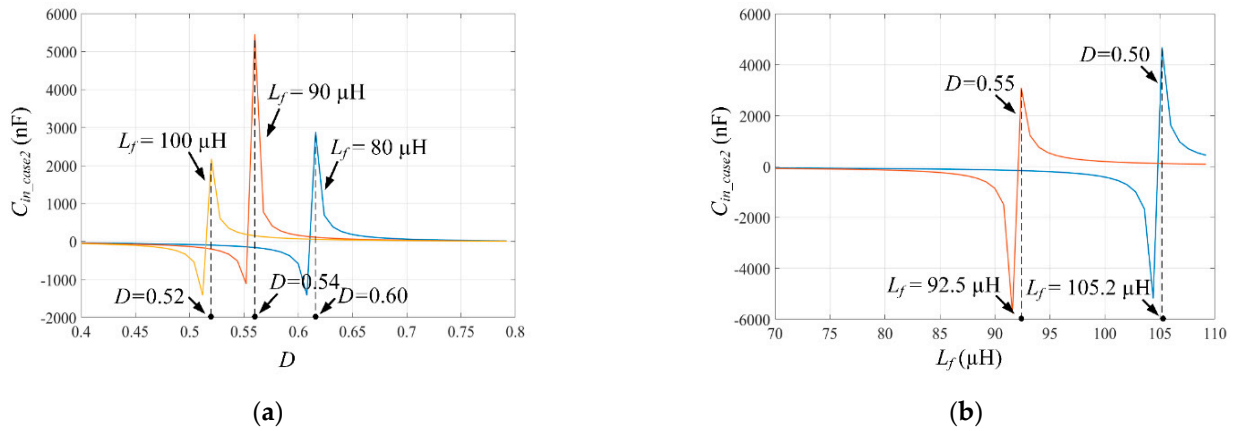 6000
5000
4000
3000
2000
1000
0
-1000
-2000
C_in_case2 (nF)
L_f = 100 μH
L_f = 90 μH
L_f = 80 μH
D=0.52
D=0.54
D=0.60
0.4 0.45 0.5 0.55 0.6 0.65 0.7 0.75 0.8
D
(a)
6000
4000
2000
0
-2000
-4000
-6000
C_in_case2 (nF)
D=0.55
D=0.50
L_f = 92.5 μH
L_f = 105.2 μH
70 75 80 85 90 95 100 105 110
L_f (μH)
(b)